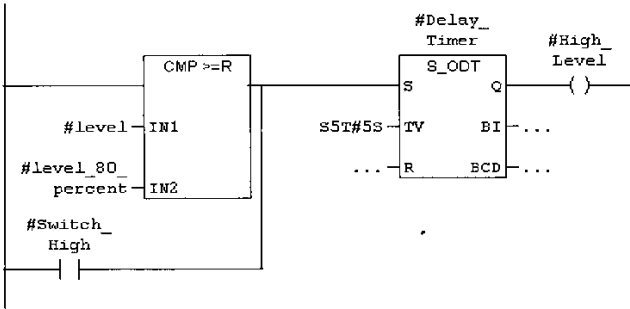 #Delay_
Timer
#High_
Level
CMP >=R
S_ODT
S
Q
#level
IN1
S5T#5S
TV
BI
...
#level_80_
percent
IN2
...
R
BCD
...
#Switch_
High